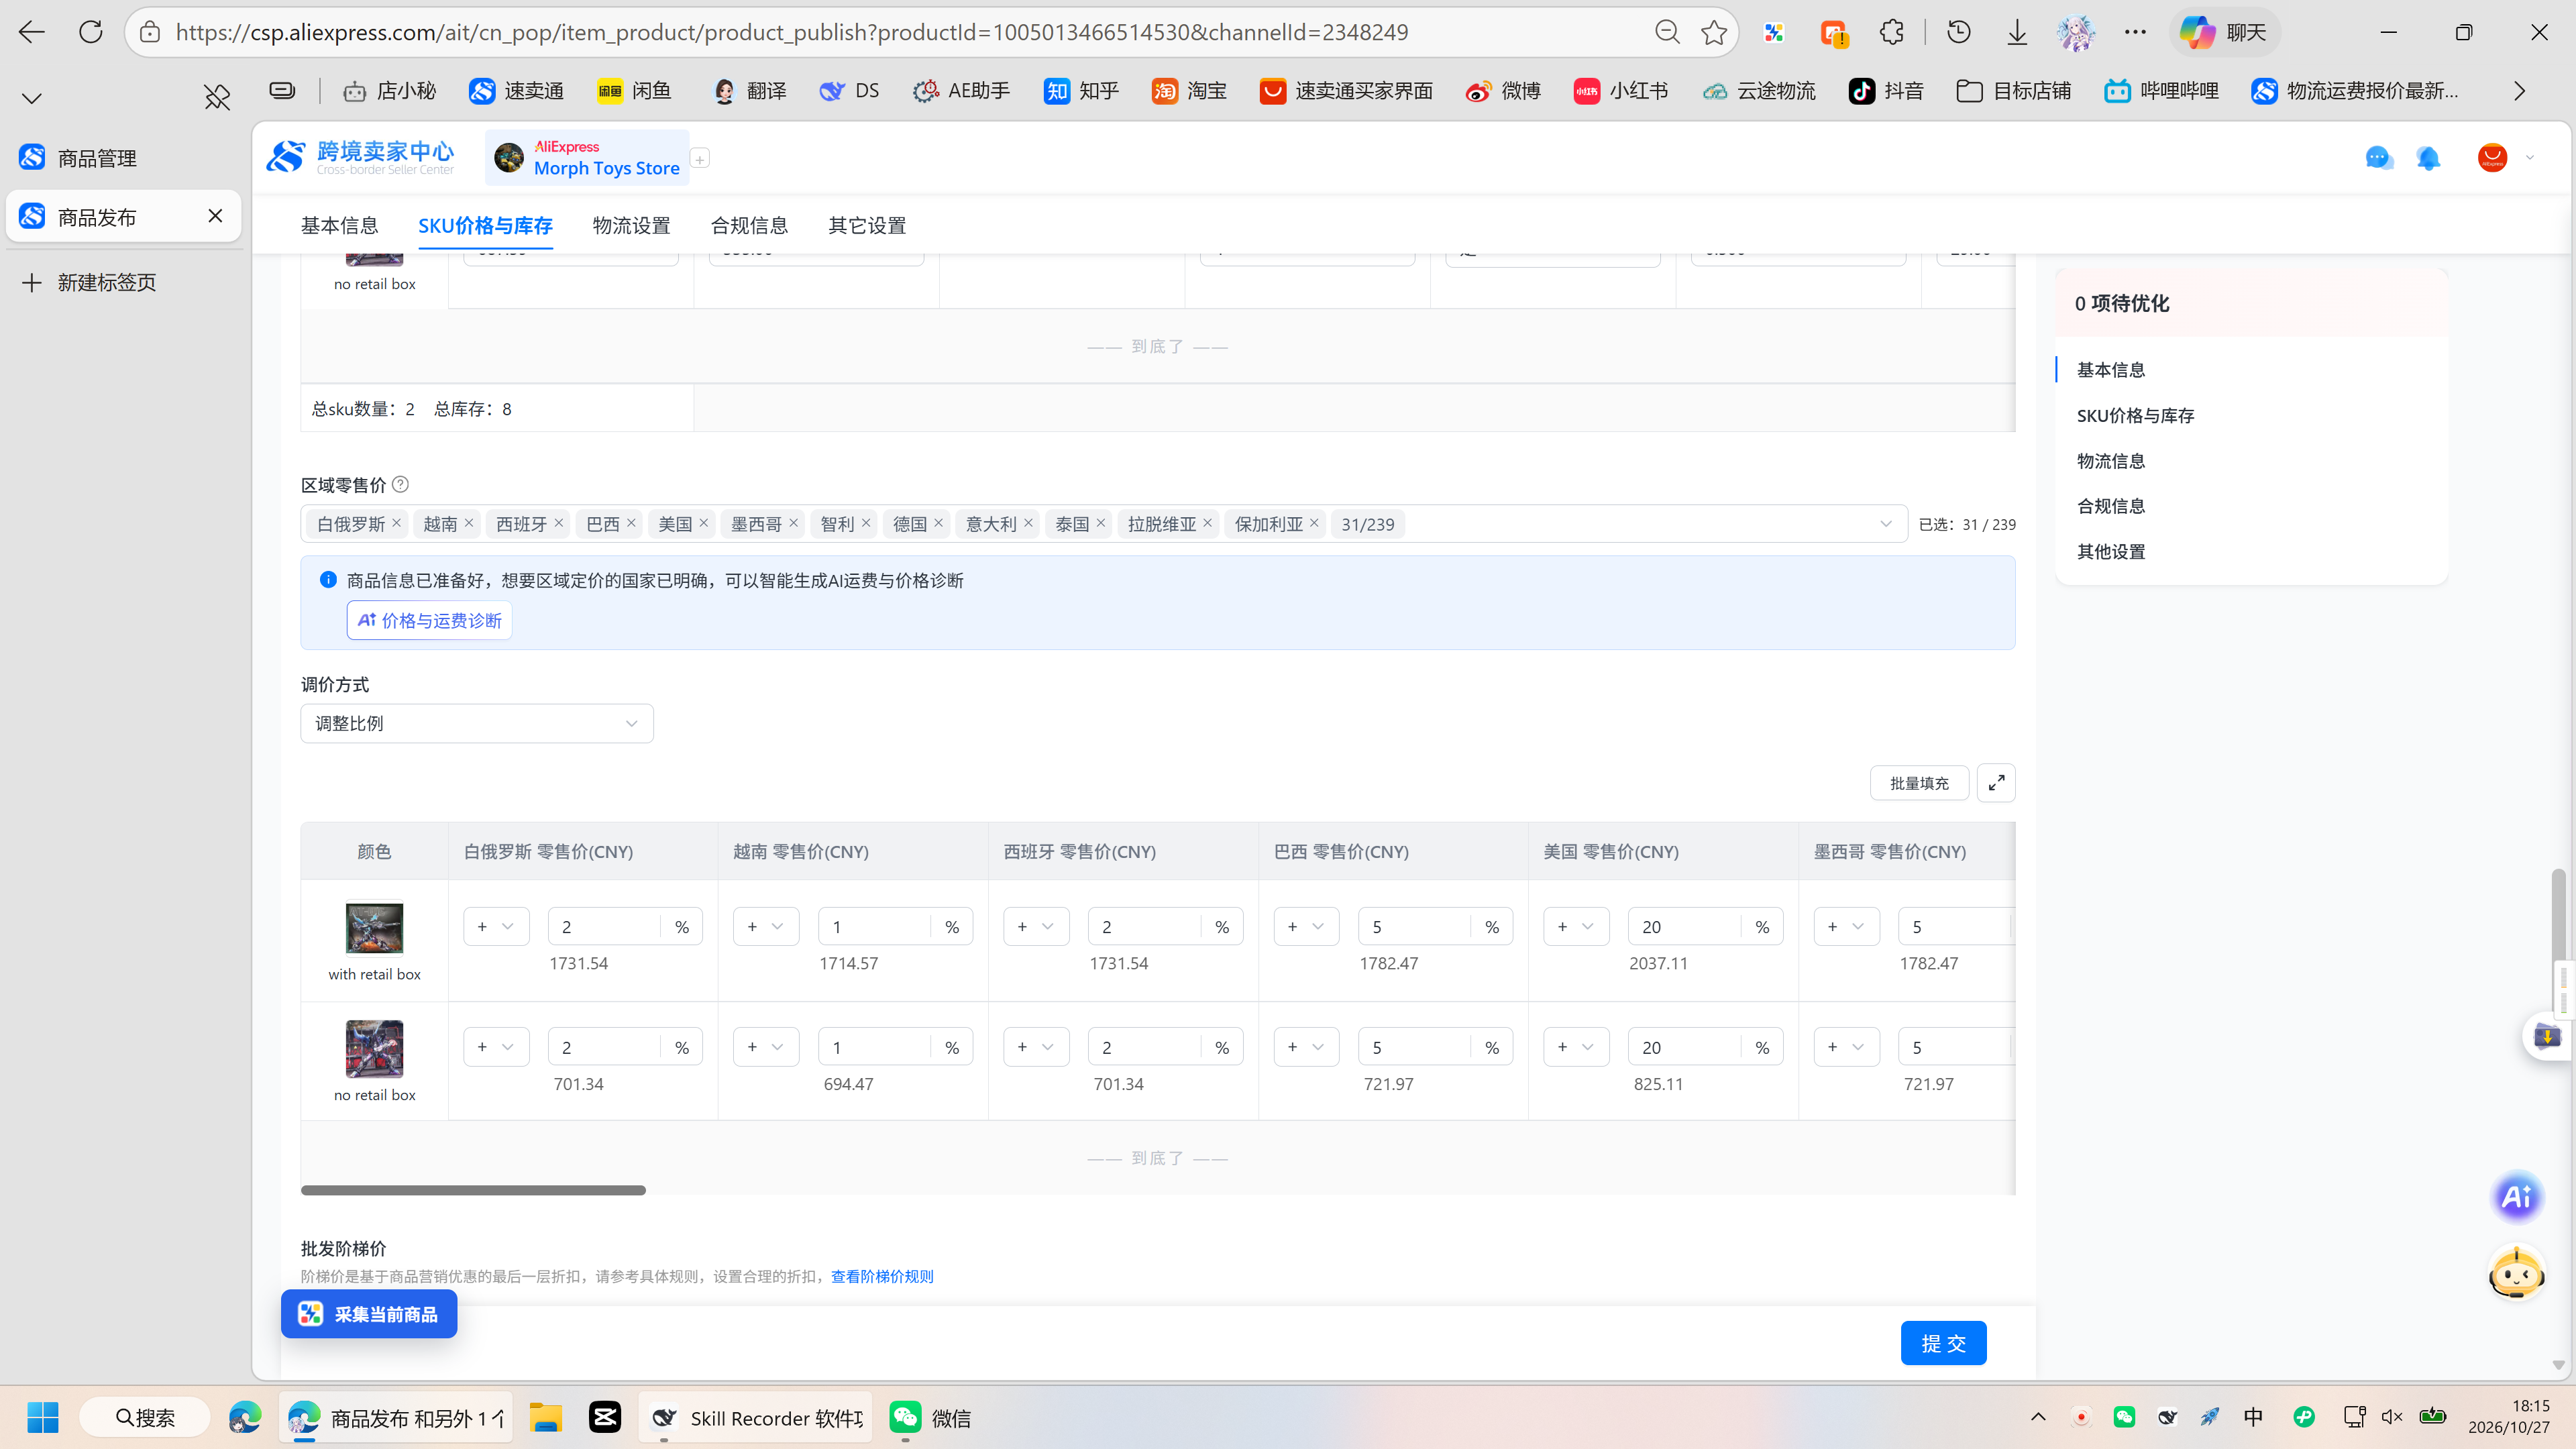 https://csp.aliexpress.com/ait/cn_pop/item_product/product_publish?productId=1005013466514530&channelId=2348249
聊天
店小秘
速卖通
闲鱼
翻译
DS
AE助手
知乎
淘宝
速卖通买家界面
微博
小红书
云途物流
抖音
目标店铺
哔哩哔哩
物流运费报价最新...
商品管理
商品发布
新建标签页
跨境卖家中心
Cross-border Seller Center
AliExpress
Morph Toys Store
基本信息
SKU价格与库存
物流设置
合规信息
其它设置
no retail box
—— 到底了 ——
总sku数量：2 总库存：8
0 项待优化
基本信息
SKU价格与库存
物流信息
合规信息
其他设置
区域零售价
白俄罗斯 越南 西班牙 巴西 美国 墨西哥 智利 德国 意大利 泰国 拉脱维亚 保加利亚 31/239
已选：31 / 239
商品信息已准备好，想要区域定价的国家已明确，可以智能生成AI运费与价格诊断
Ai 价格与运费诊断
调价方式
调整比例
批量填充
颜色 白俄罗斯 零售价(CNY) 越南 零售价(CNY) 西班牙 零售价(CNY) 巴西 零售价(CNY) 美国 零售价(CNY) 墨西哥 零售价(CNY)
+ 2 % + 1 % + 2 % + 5 % + 20 % + 5
1731.54 1714.57 1731.54 1782.47 2037.11 1782.47
with retail box
+ 2 % + 1 % + 2 % + 5 % + 20 % + 5
701.34 694.47 701.34 721.97 825.11 721.97
no retail box
—— 到底了 ——
批发阶梯价
阶梯价是基于商品营销优惠的最后一层折扣，请参考具体规则，设置合理的折扣，查看阶梯价规则
采集当前商品
提 交
Ai
搜索
商品发布 和另外 1 个
Skill Recorder 软件
微信
中
18:15
2026/10/27